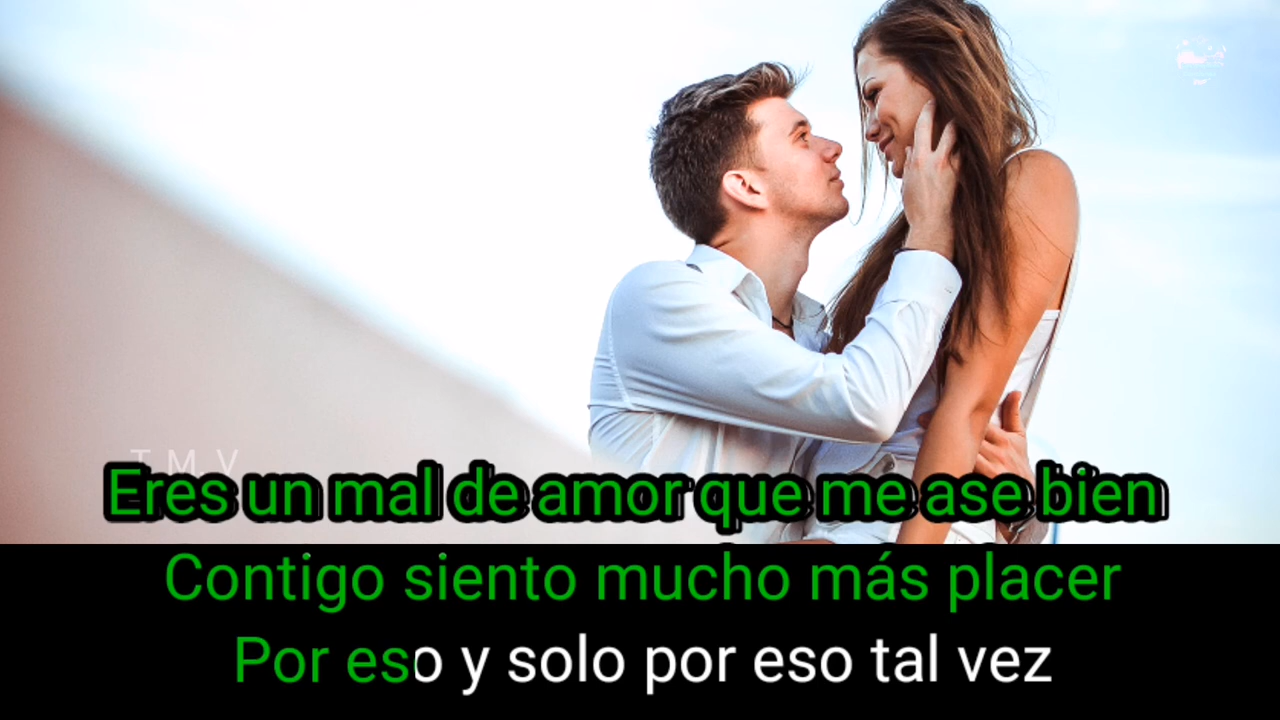 T. M. V
Eres un mal de amor que me ase bien
Contigo siento mucho más placer
Por eso y solo por eso tal vez